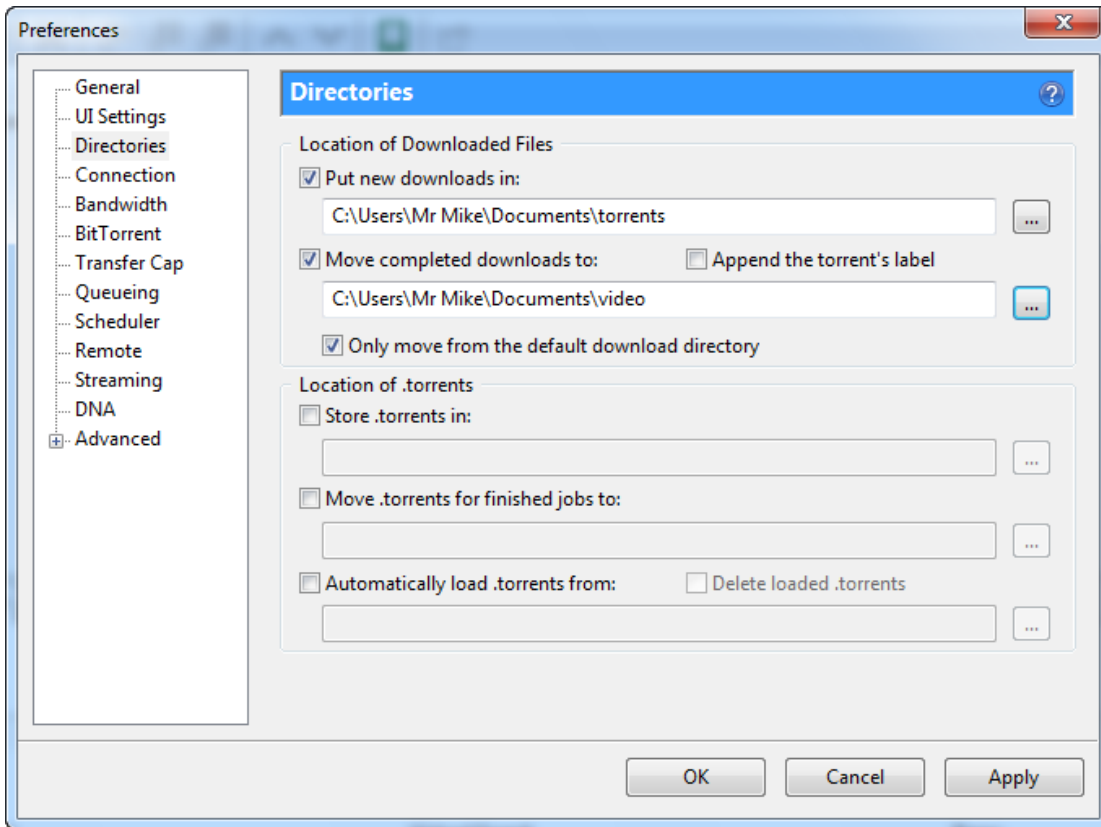 Preferences
x
General
UI Settings
Directories
Connection
Bandwidth
BitTorrent
Transfer Cap
Queueing
Scheduler
Remote
Streaming
DNA
Advanced
Directories
?
Location of Downloaded Files
Put new downloads in:
C:\Users\Mr Mike\Documents\torrents
...
Move completed downloads to: Append the torrent's label
C:\Users\Mr Mike\Documents\video
...
Only move from the default download directory
Location of .torrents
Store .torrents in:
...
Move .torrents for finished jobs to:
...
Automatically load .torrents from: Delete loaded .torrents
...
OK Cancel Apply